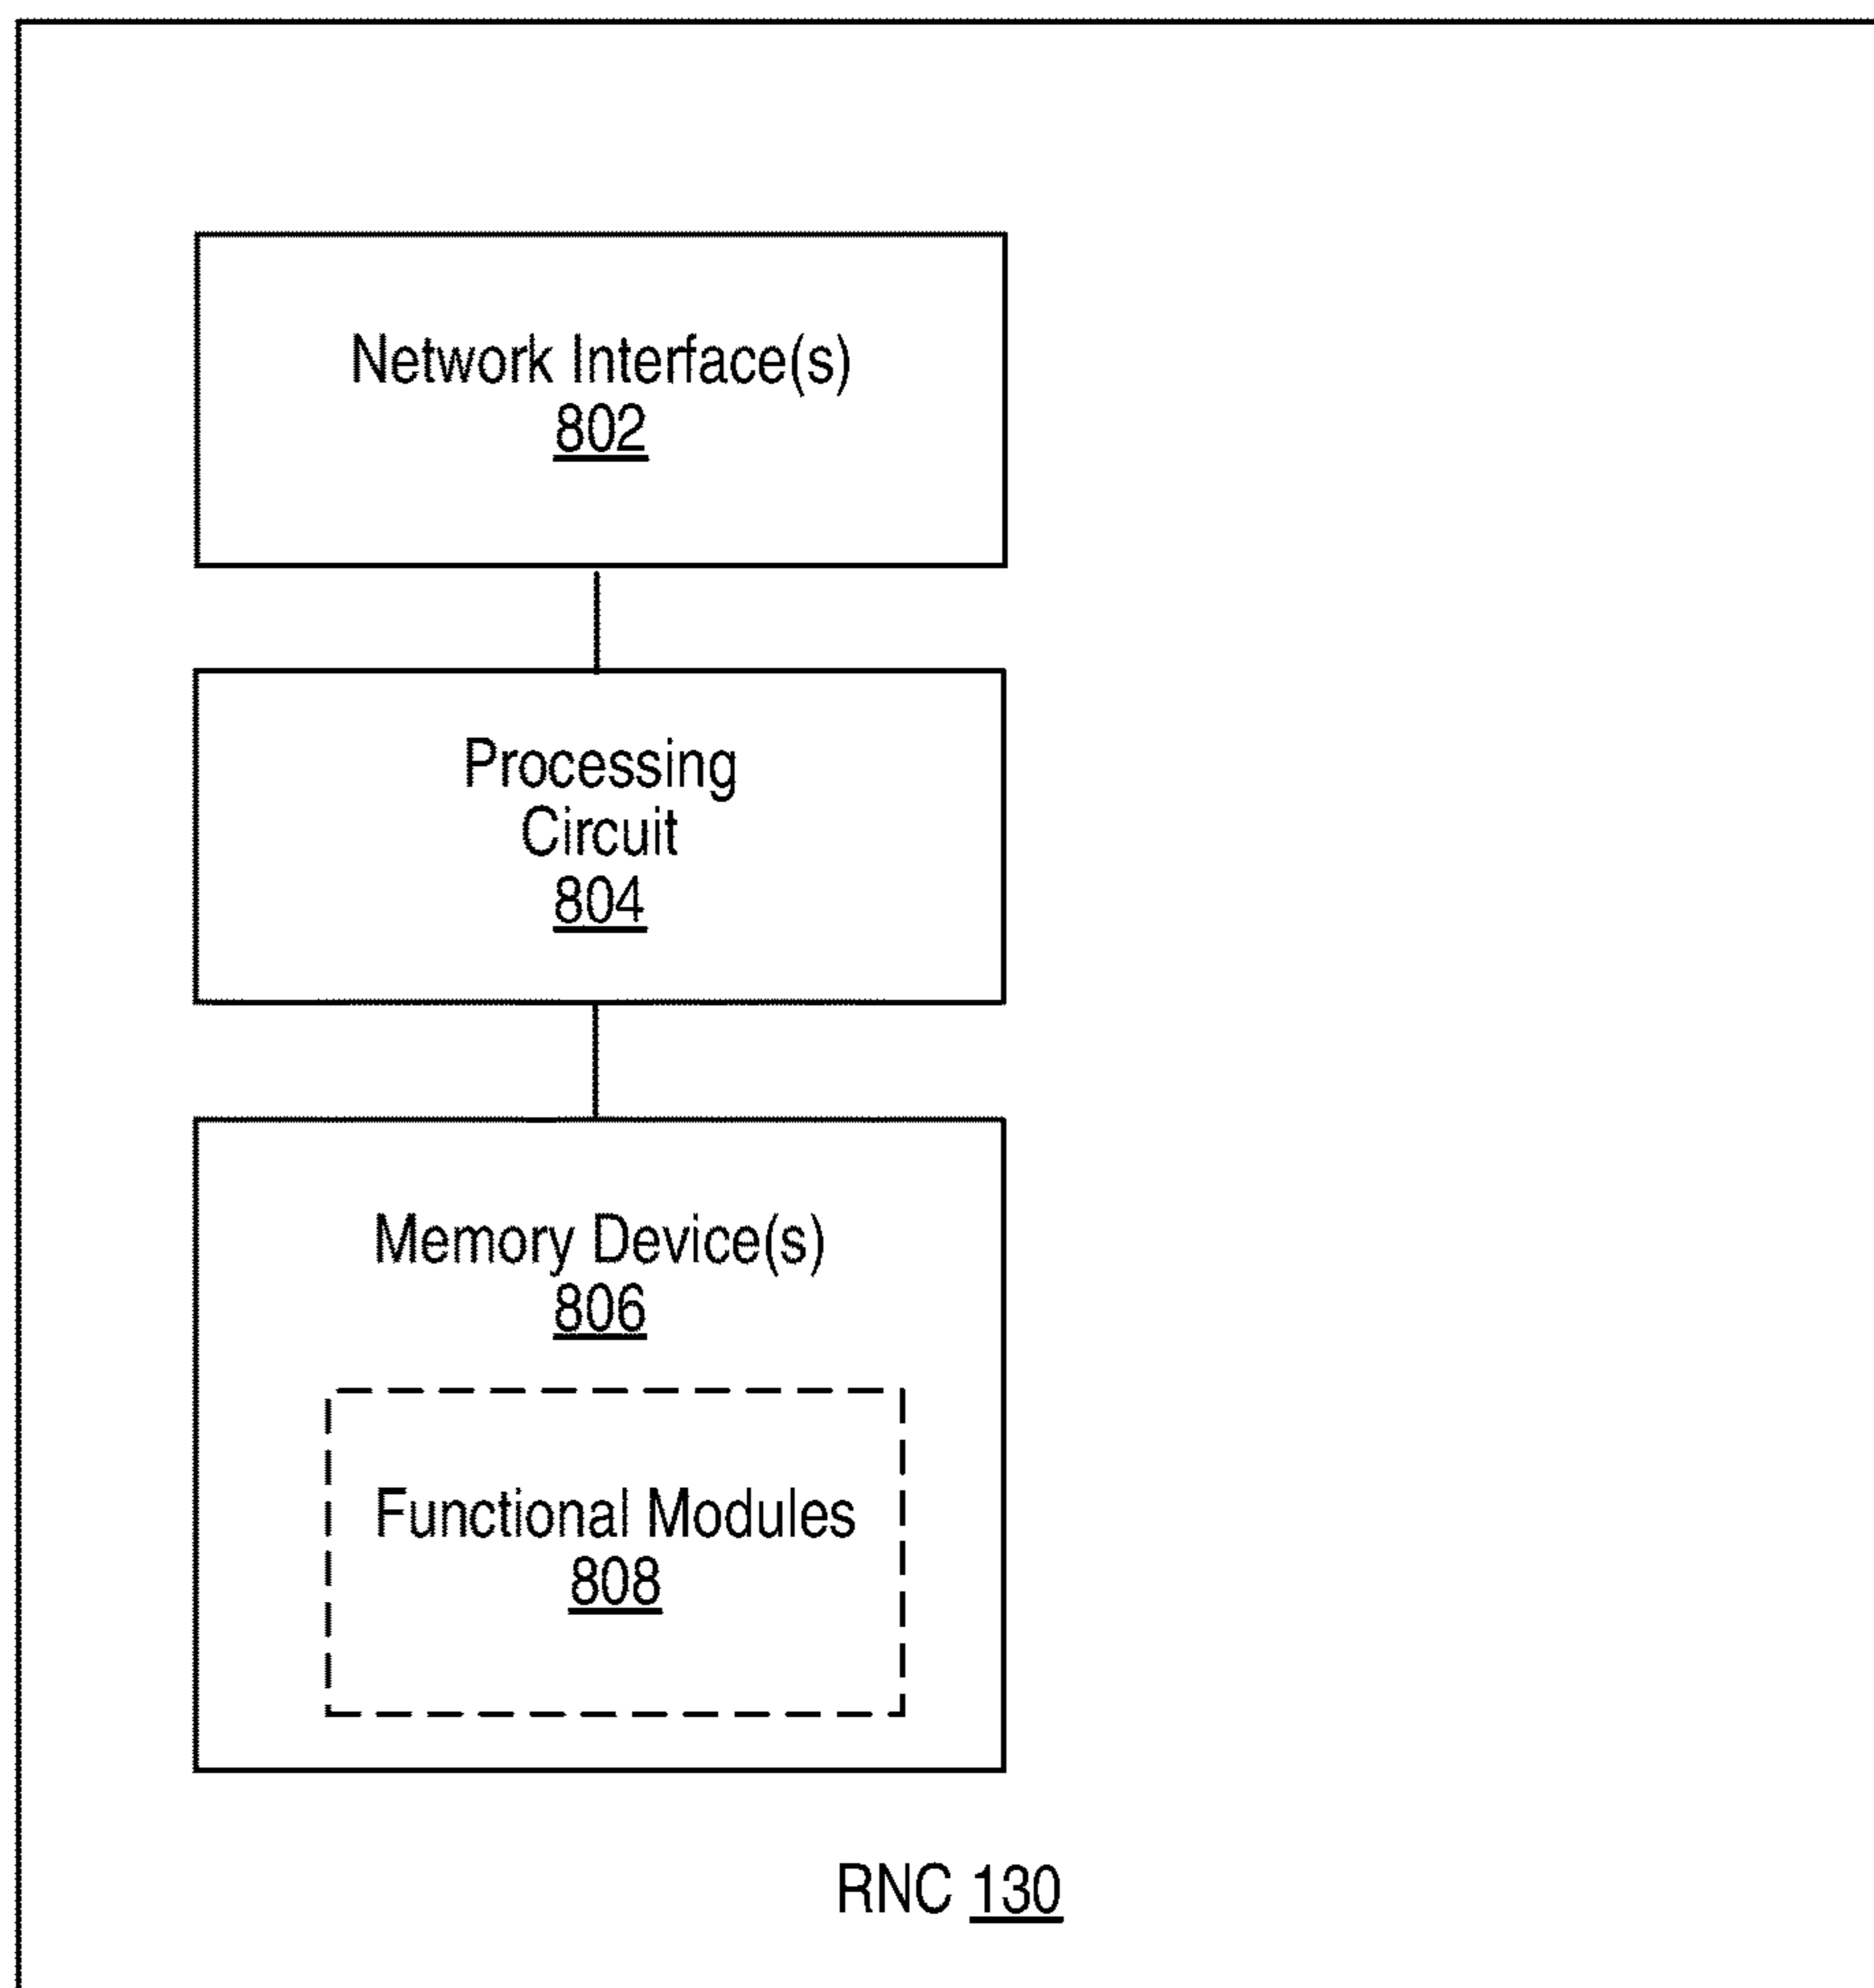 Network Interface(s)
802
Processing
Circuit
804
Memory Device(s)
806
Functional Modules
808
RNC 130